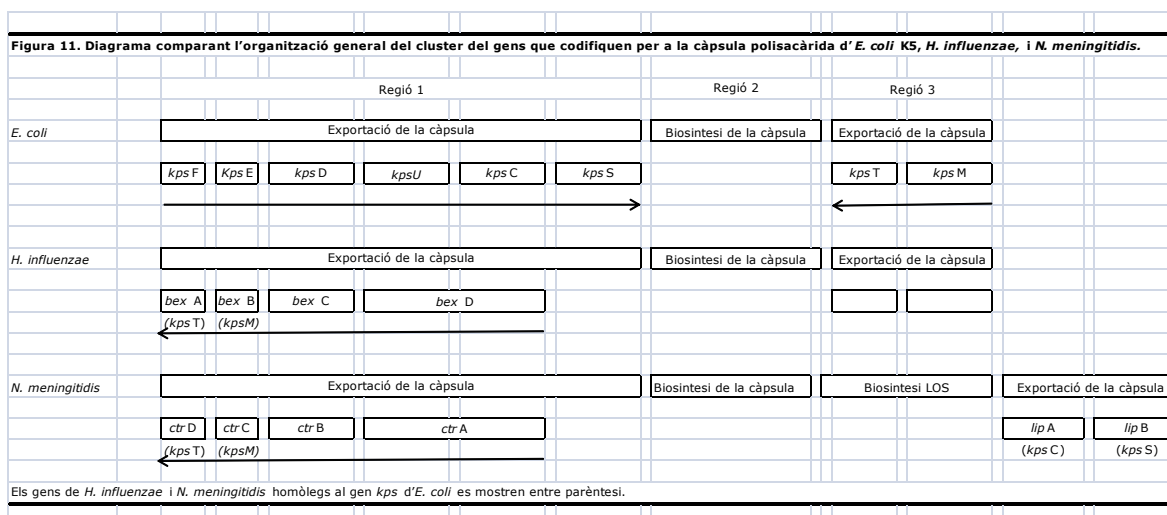 Figura 11. Diagrama comparant l'organització general del cluster del gens que codifiquen per a la càpsula polisacàrida d'E. coli K5, H. influenzae, i N. meningitidis.
Regió 1 Regió 2 Regió 3
E. coli Exportació de la càpsula Biosintesi de la càpsula Exportació de la càpsula
kps F Kps E kps D kpsU kps C kps S kps T kps M
H. influenzae Exportació de la càpsula Biosintesi de la càpsula Exportació de la càpsula
bex A bex B bex C bex D
(kps T) (kpsM)
N. meningitidis Exportació de la càpsula Biosintesi de la càpsula Biosintesi LOS Exportació de la càpsula
ctr D ctr C ctr B ctr A lip A lip B
(kps T) (kpsM) (kps C) (kps S)
Els gens de H. influenzae i N. meningitidis homòlegs al gen kps d'E. coli es mostren entre parèntesi.